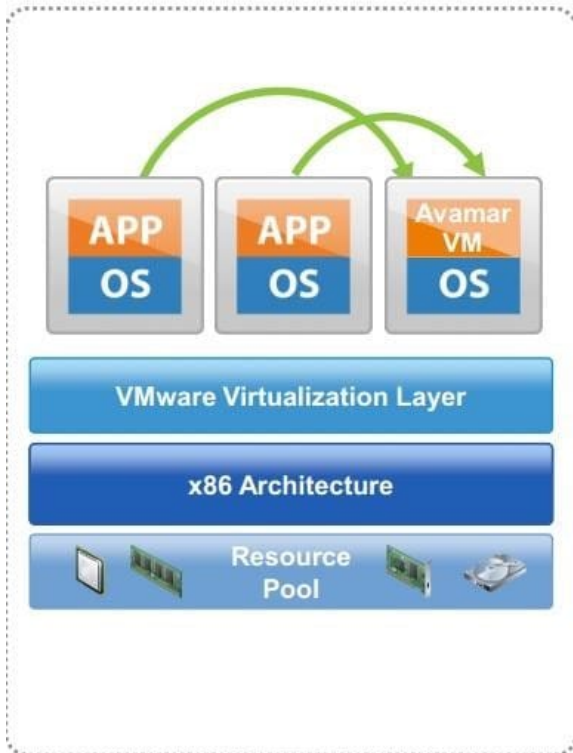 APP
OS
APP
OS
Avamar
VM
OS
VMware Virtualization Layer
x86 Architecture
Resource
Pool